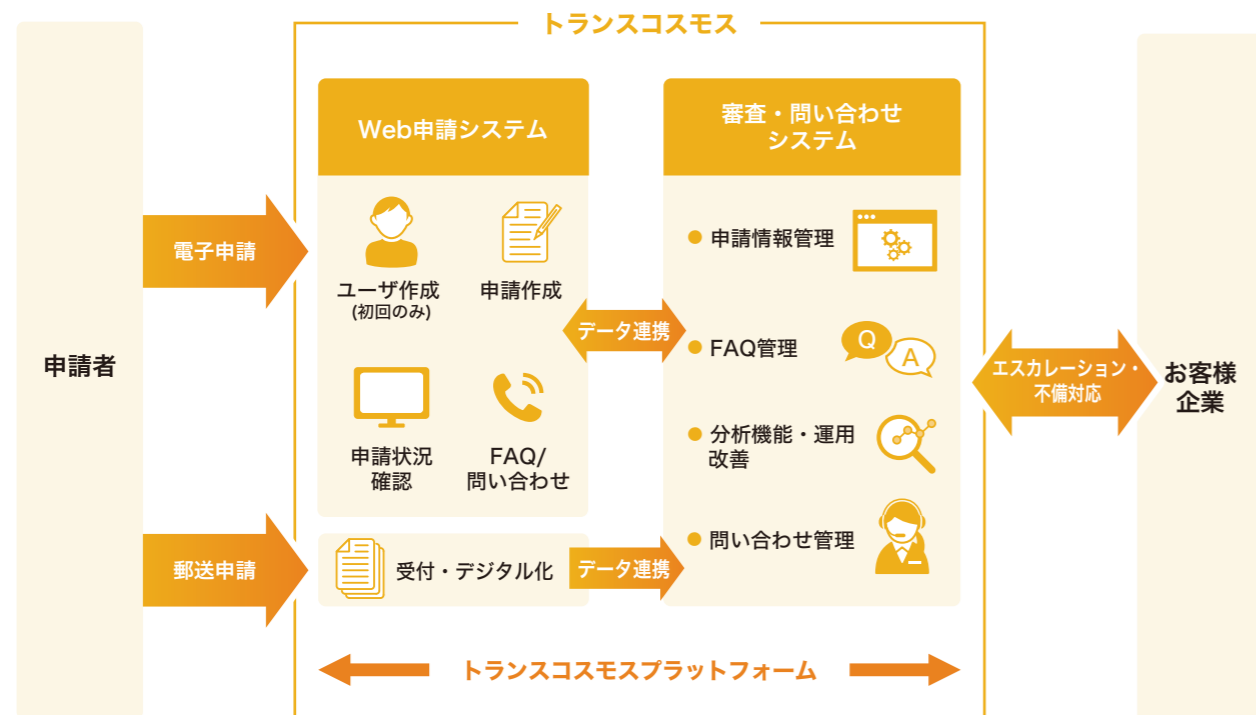 トランスコスモス
申請者
電子申請
郵送申請
Web申請システム
ユーザ作成
(初回のみ)
申請作成
申請状況
確認
FAQ/
問い合わせ
受付・デジタル化
データ連携
データ連携
審査・問い合わせ
システム
申請情報管理
FAQ管理
Q
A
分析機能・運用
改善
問い合わせ管理
エスカレーション・
不備対応
お客様
企業
トランスコスモスプラットフォーム